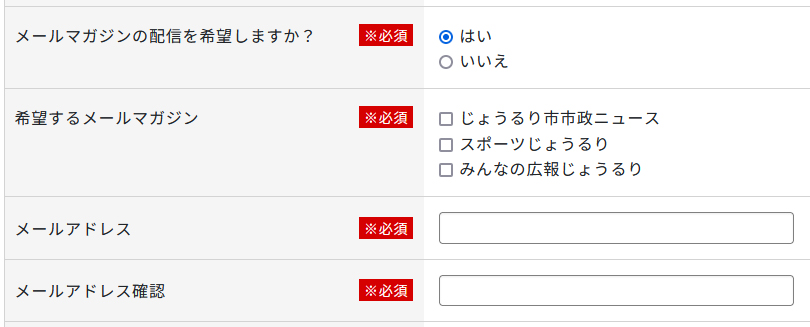 メールマガジンの配信を希望しますか？ ※必須 はい
いいえ
希望するメールマガジン ※必須 じょうるり市市政ニュース
スポーツじょうるり
みんなの広報じょうるり
メールアドレス ※必須
メールアドレス確認 ※必須